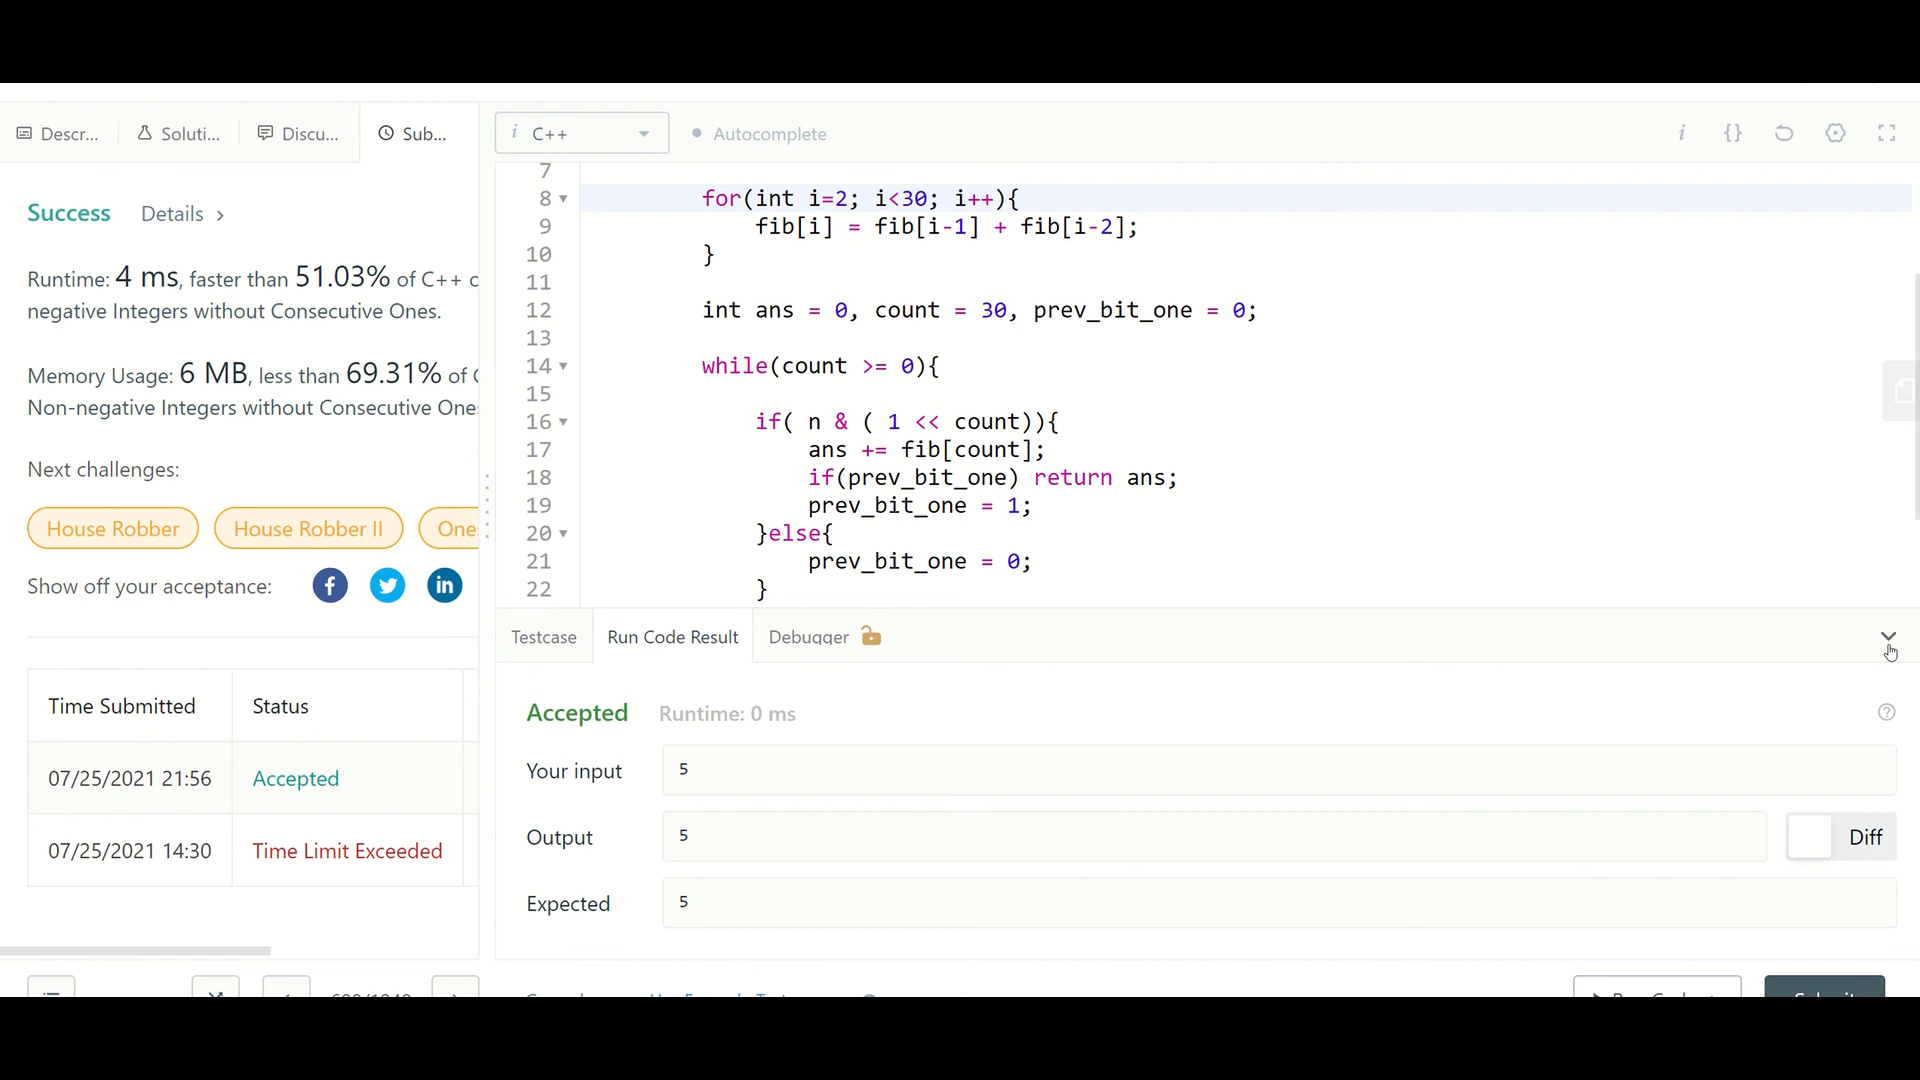 Descr...
Soluti...
Discu...
Sub...
Success
Details >
Runtime: 4 ms, faster than 51.03% of C++ c
negative Integers without Consecutive Ones.
Memory Usage: 6 MB, less than 69.31% of C
Non-negative Integers without Consecutive One
Next challenges:
House Robber
House Robber II
One
Show off your acceptance:
Time Submitted
Status
07/25/2021 21:56
Accepted
07/25/2021 14:30
Time Limit Exceeded
i C++
Autocomplete
7
8 for(int i=2; i<30; i++){
9 fib[i] = fib[i-1] + fib[i-2];
10 }
11
12 int ans = 0, count = 30, prev_bit_one = 0;
13
14 while(count >= 0){
15
16 if( n & ( 1 << count)){
17 ans += fib[count];
18 if(prev_bit_one) return ans;
19 prev_bit_one = 1;
20 }else{
21 prev_bit_one = 0;
22 }
Testcase
Run Code Result
Debugger
Accepted
Runtime: 0 ms
Your input
5
Output
5
Diff
Expected
5